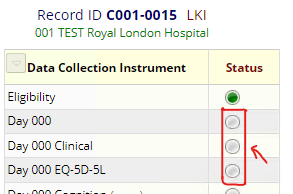 Record ID C001-0015 LKI
001 TEST Royal London Hospital
Data Collection Instrument Status
Eligibility
Day 000
Day 000 Clinical
Day 000 EQ-5D-5L
Day 000 Cognition